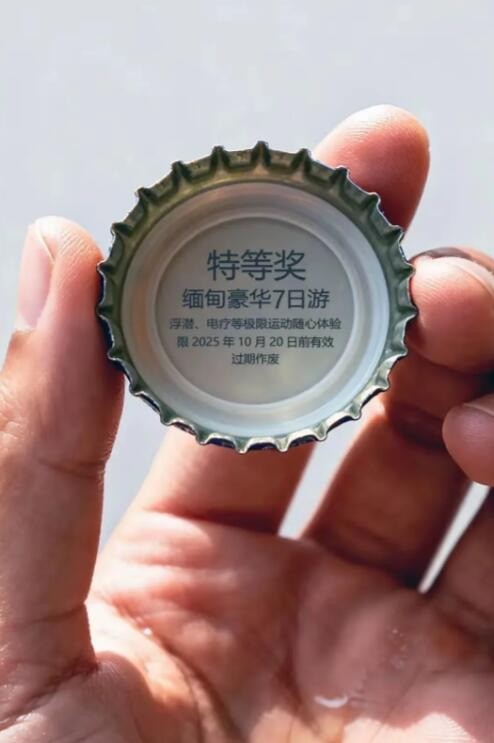 特等奖
缅甸豪华7日游
浮潜、电疗等极限运动随心体验
限 2025 年 10 月 20 日前有效
过期作废